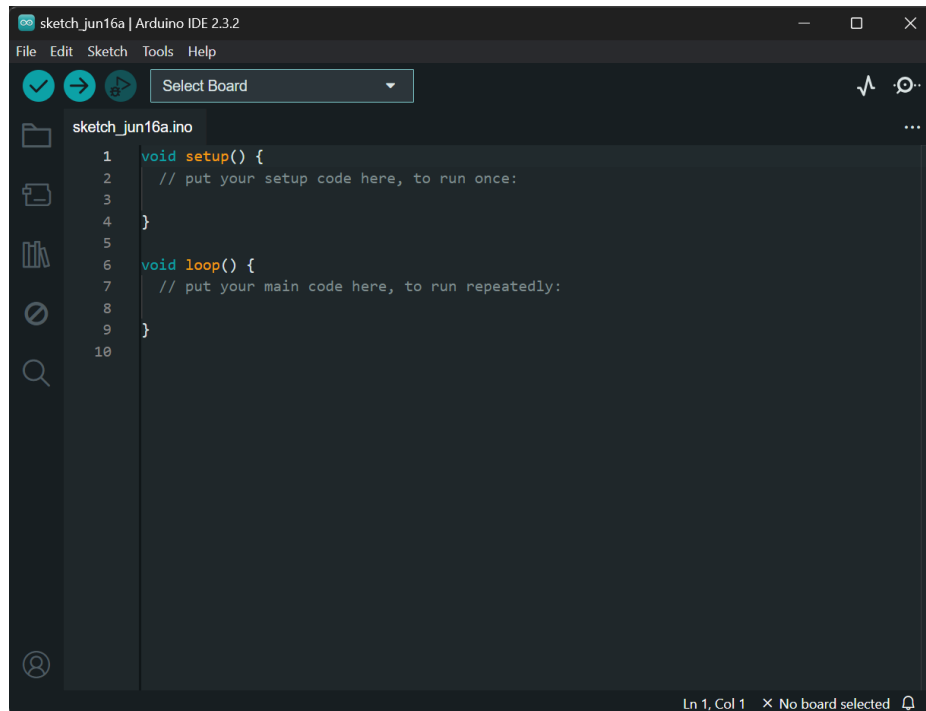 sketch_jun16a | Arduino IDE 2.3.2
File Edit Sketch Tools Help
Select Board
sketch_jun16a.ino
1 void setup() {
2   // put your setup code here, to run once:
3
4 }
5
6 void loop() {
7   // put your main code here, to run repeatedly:
8
9 }
10
Ln 1, Col 1 × No board selected